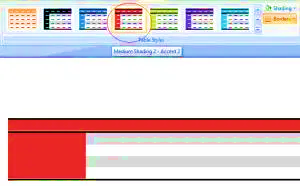 Shading
Borders
Table Styles
Medium Shading 2 - Accent 2